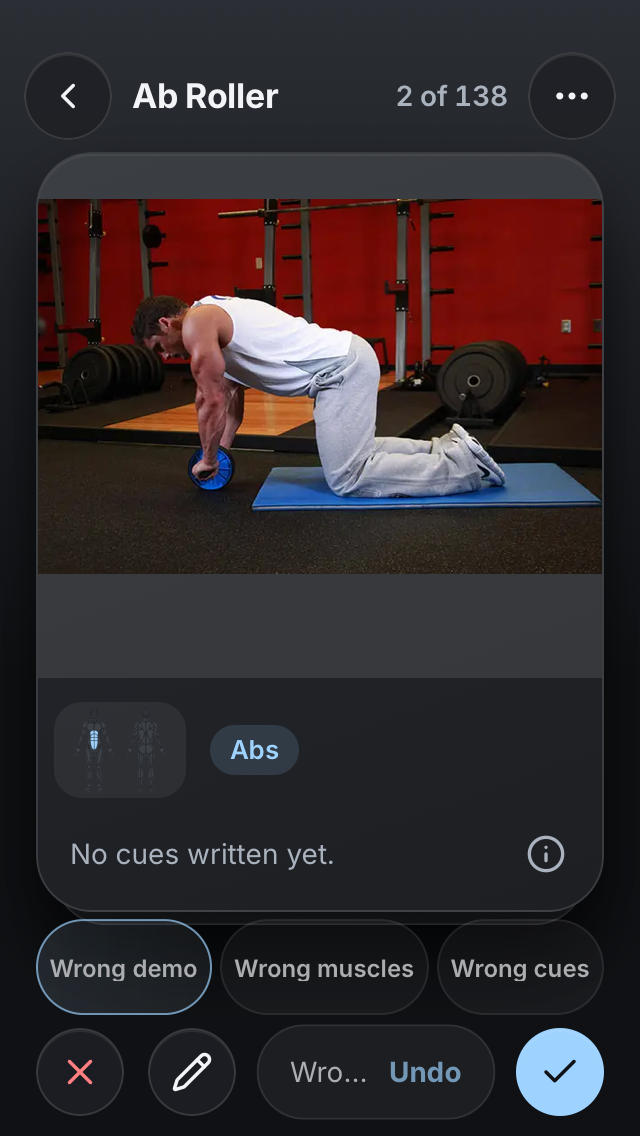 Ab Roller
2 of 138
Abs
No cues written yet.
Wrong demo
Wrong muscles
Wrong cues
Wro...
Undo